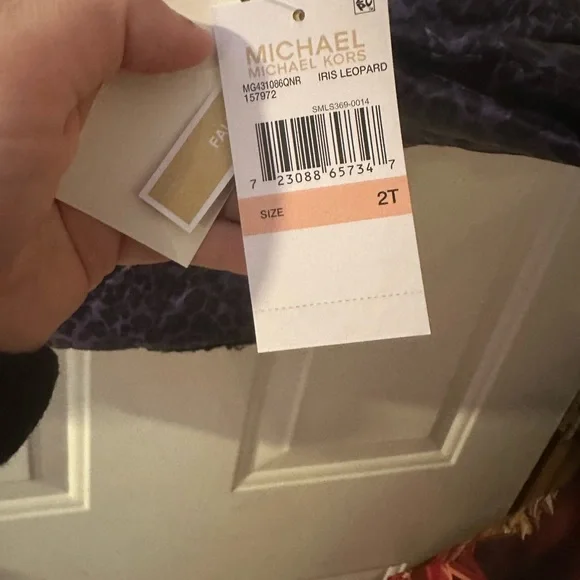 MICHAEL
MICHAEL KORS
MG431086QNR IRIS LEOPARD
157972
SMLS369-0014
7 23088 65734 7
SIZE 2T